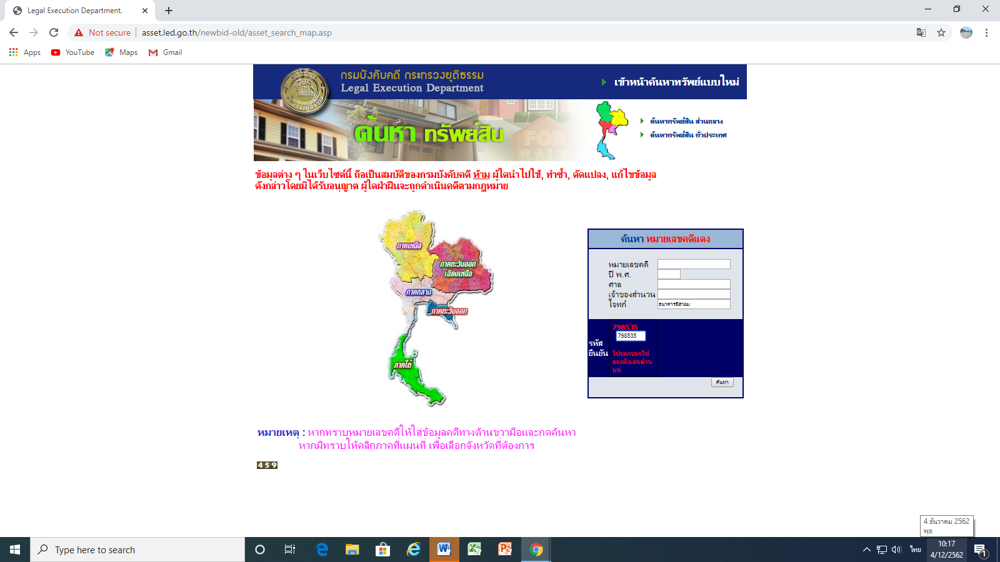 Legal Execution Department.
Not secure
asset.led.go.th/newbid-old/asset_search_map.asp
Apps
YouTube
Maps
Gmail
กรมบังคับคดี กระทรวงยุติธรรม
Legal Execution Department
เข้าหน้าค้นหาทรัพย์แบบใหม่
ค้นหา ทรัพย์สิน
FOR
SALE
ค้นหาทรัพย์สิน ส่วนกลาง
ค้นหาทรัพย์สิน ทั่วประเทศ
ข้อมูลต่าง ๆ ในเว็บไซต์นี้ ถือเป็นสมบัติของกรมบังคับคดี ห้าม ผู้ใดนำไปใช้, ทำซ้ำ, ดัดแปลง, แก้ไขข้อมูล
ดังกล่าวโดยมิได้รับอนุญาต ผู้ใดฝ่าฝืนจะถูกดำเนินคดีตามกฎหมาย
ภาคเหนือ
ภาคตะวันออก
เฉียงเหนือ
ภาคกลาง
ภาคตะวันออก
ภาคใต้
ค้นหา หมายเลขคดีแดง
หมายเลขคดี
ปี พ.ศ.
ศาล
เจ้าของสำนวน
โจทก์ ธนาคารอิสาลม
798535
798535
รหัส
ยืนยัน
โปรดกรอกให้
ตรงตัวเลขด้าน
บน
ค้นหา
หมายเหตุ : หากทราบหมายเลขคดีให้ใส่ข้อมูลคดีทางด้านขวามือและกดค้นหา
หากมิทราบให้คลิกภาคที่แผนที่ เพื่อเลือกจังหวัดที่ต้องการ
459
4 ธันวาคม 2562
พุธ
Type here to search
ไทย
10:17
4/12/2562
1